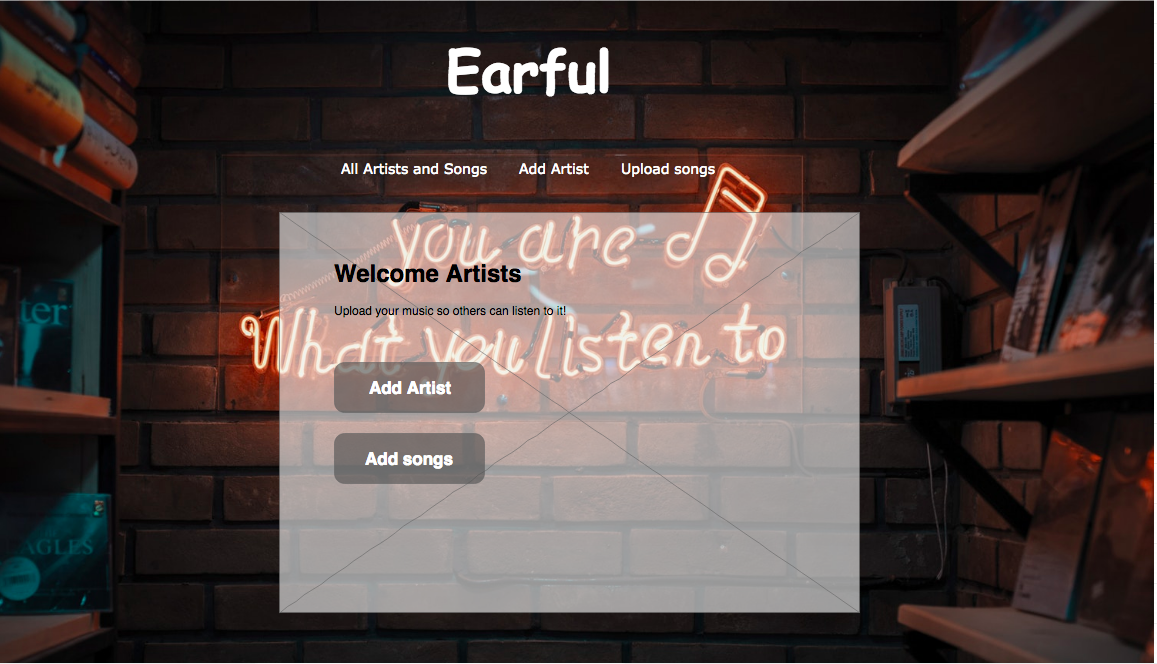 Earful
All Artists and Songs Add Artist Upload songs
you are
Welcome Artists
Upload your music so others can listen to it!
What you listen to
Add Artist
Add songs
ter
AGLES